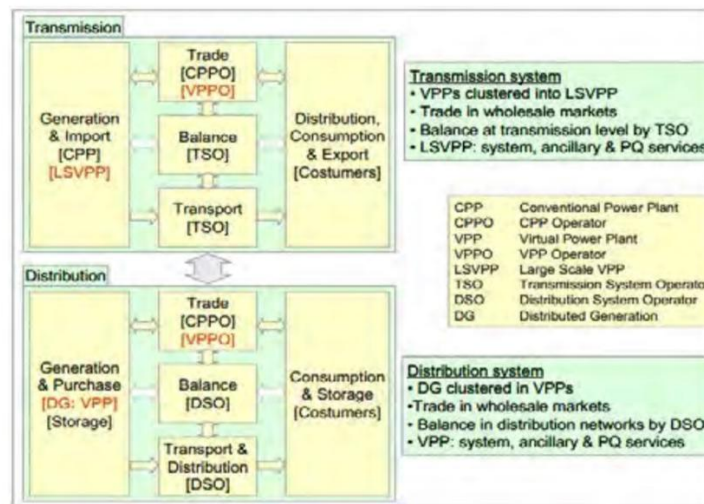 Transmission
Trade
[CPPO]
[VPPO]
Generation
& Import
[CPP]
[LSVPP]
Balance
[TSO]
Transport
[TSO]
Distribution,
Consumption
& Export
[Costumers]
Transmission system
• VPPs clustered into LSVPP
• Trade in wholesale markets
• Balance at transmission level by TSO
• LSVPP: system, ancillary & PQ services
CPP Conventional Power Plant
CPPO CPP Operator
VPP Virtual Power Plant
VPPO VPP Operator
LSVPP Large Scale VPP
TSO Transmission System Operato
DSO Distribution System Operator
DG Distributed Generation
Distribution
Trade
[CPPO]
[VPPO]
Generation
& Purchase
[DG: VPP]
[Storage]
Balance
[DSO]
Transport &
Distribution
[DSO]
Consumption
& Storage
[Costumers]
Distribution system
• DG clustered in VPPs
•Trade in wholesale markets
• Balance in distribution networks by DSO
• VPP: system, ancillary & PQ services